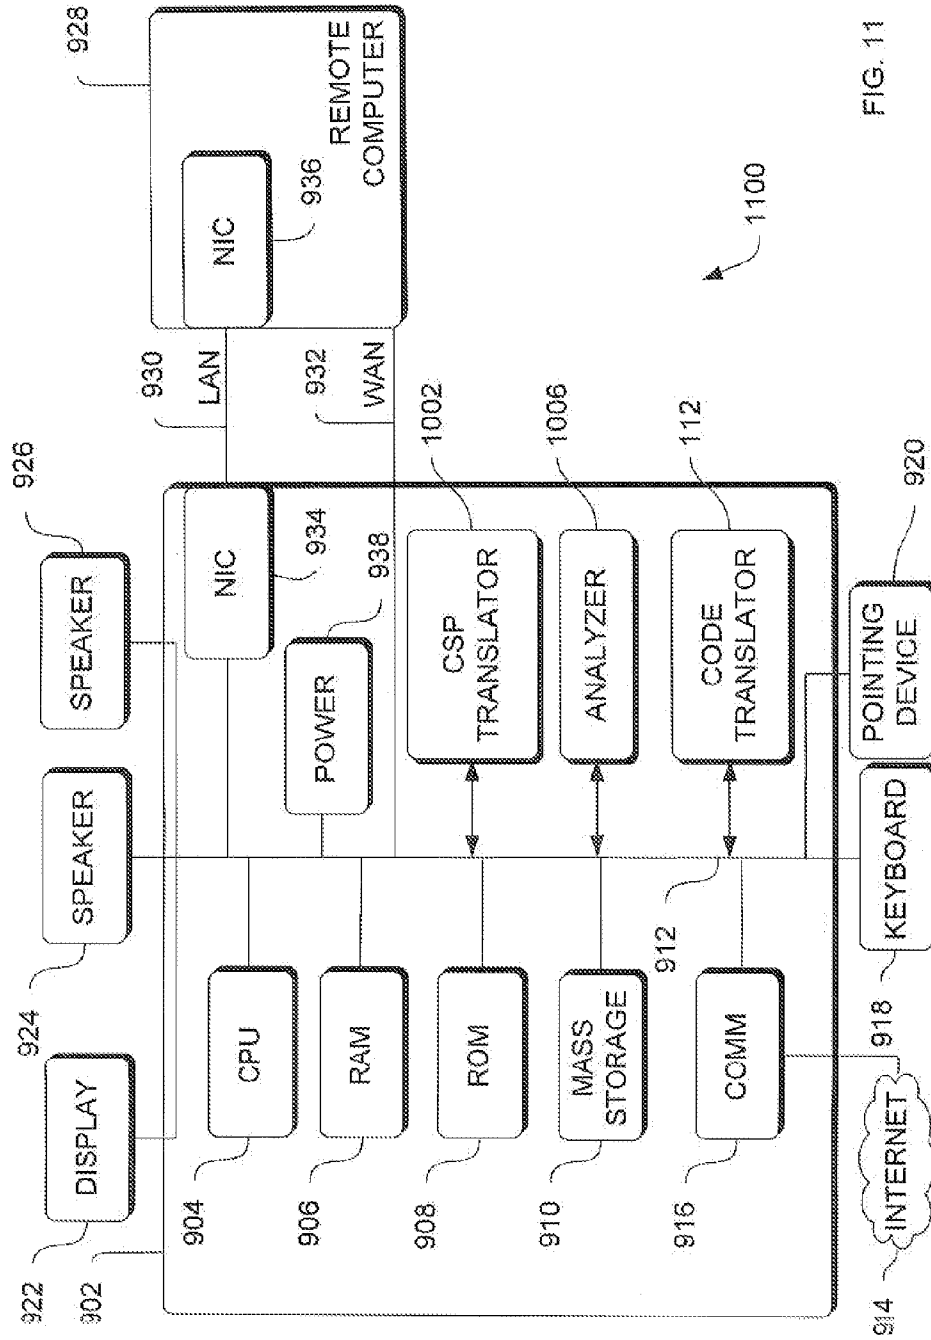 922
902
DISPLAY
924
SPEAKER
926
SPEAKER
928
904
CPU
906
RAM
908
ROM
910
MASS
STORAGE
916
COMM
912
NIC
934
POWER
938
CSP
TRANSLATOR
1002
ANALYZER
1006
CODE
TRANSLATOR
112
930
LAN
932
WAN
NIC
936
REMOTE
COMPUTER
1100
914
INTERNET
918
KEYBOARD
POINTING
DEVICE
920
FIG. 11